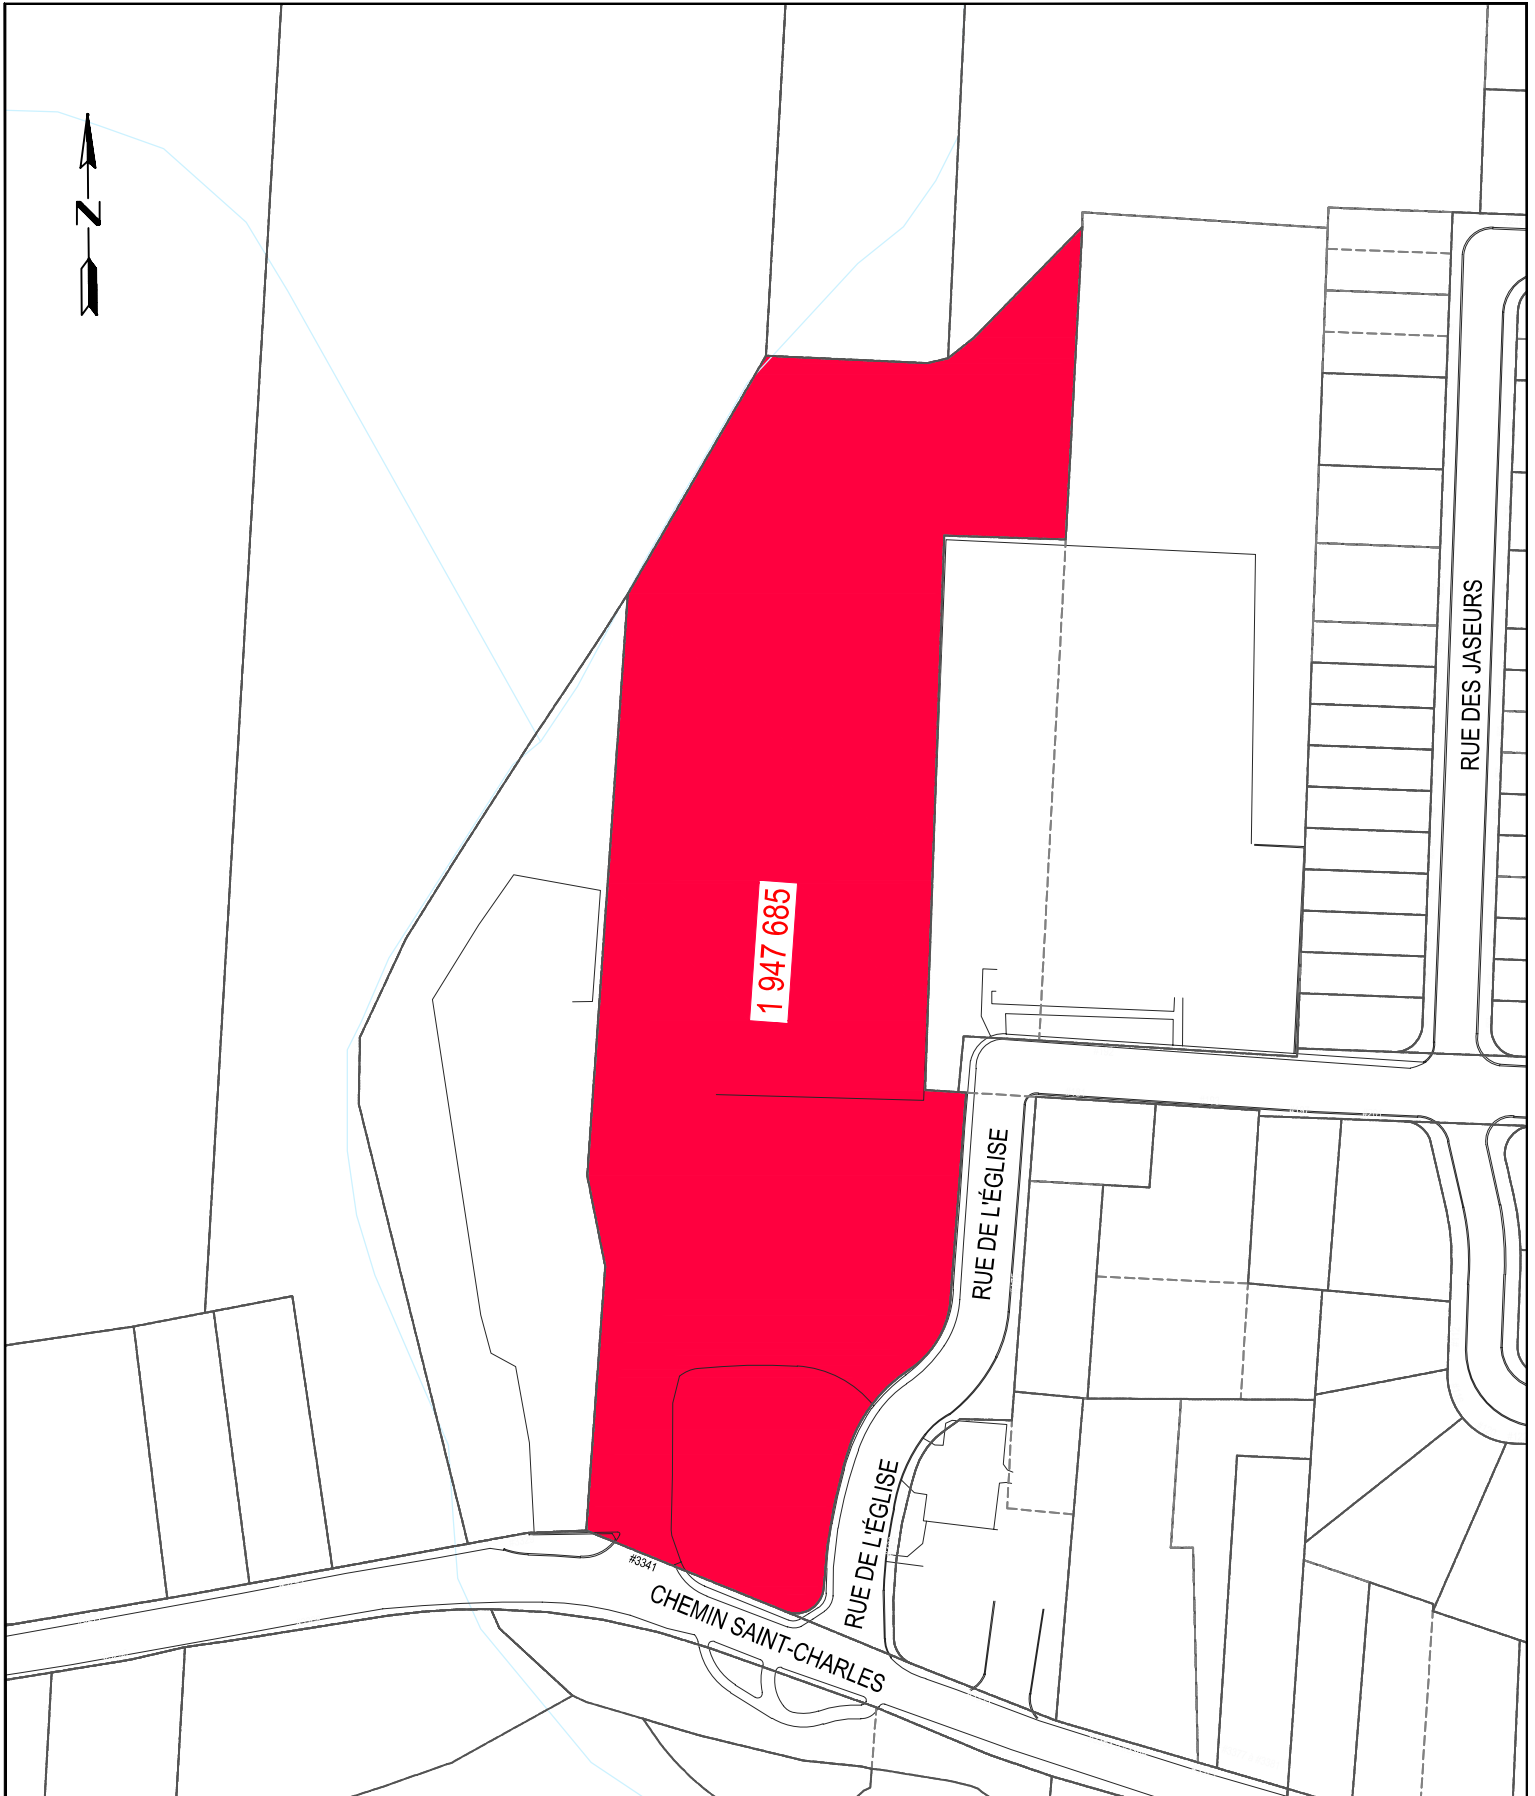 N
RUE DES JASEURS
1 947 685
RUE DE L'ÉGLISE
RUE DE L'ÉGLISE
#3341
CHEMIN SAINT-CHARLES